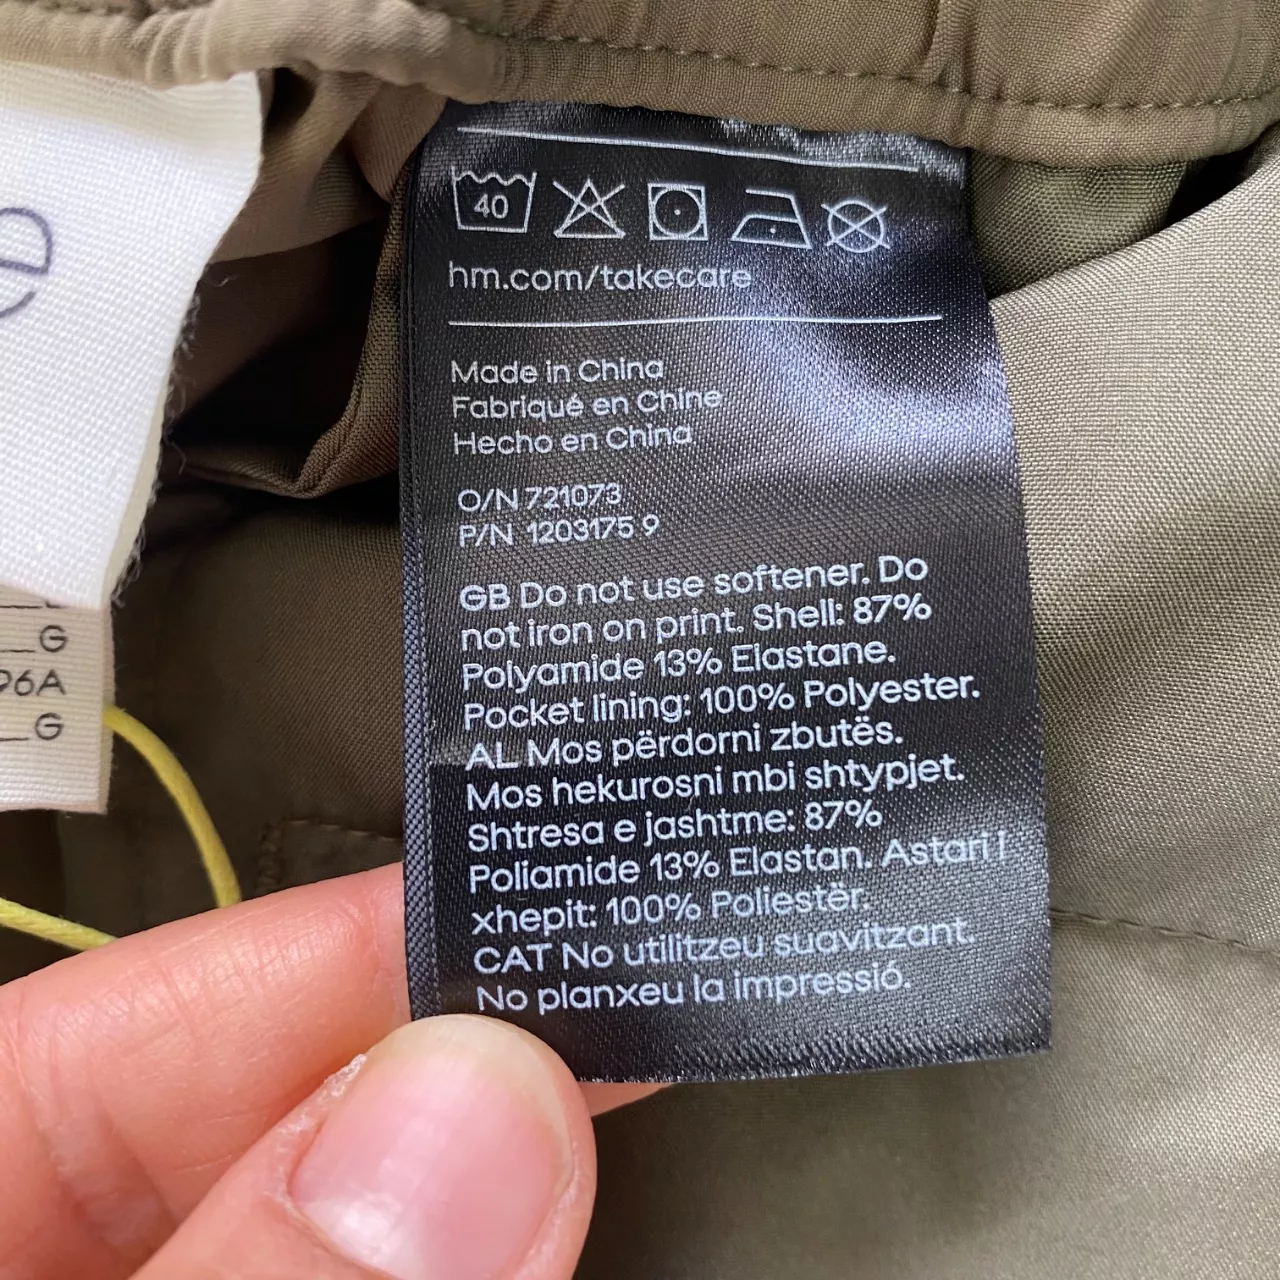 e
G
96A
G
40
hm.com/takecare
Made in China
Fabriqué en Chine
Hecho en China
O/N 721073
P/N 1203175 9
GB Do not use softener. Do
not iron on print. Shell: 87%
Polyamide 13% Elastane.
Pocket lining: 100% Polyester.
AL Mos përdorni zbutës.
Mos hekurosni mbi shtypjet.
Shtresa e jashtme: 87%
Poliamide 13% Elastan. Astari I
xhepit: 100% Poliestër.
CAT No utilitzeu suavitzant.
No planxeu la impressió.